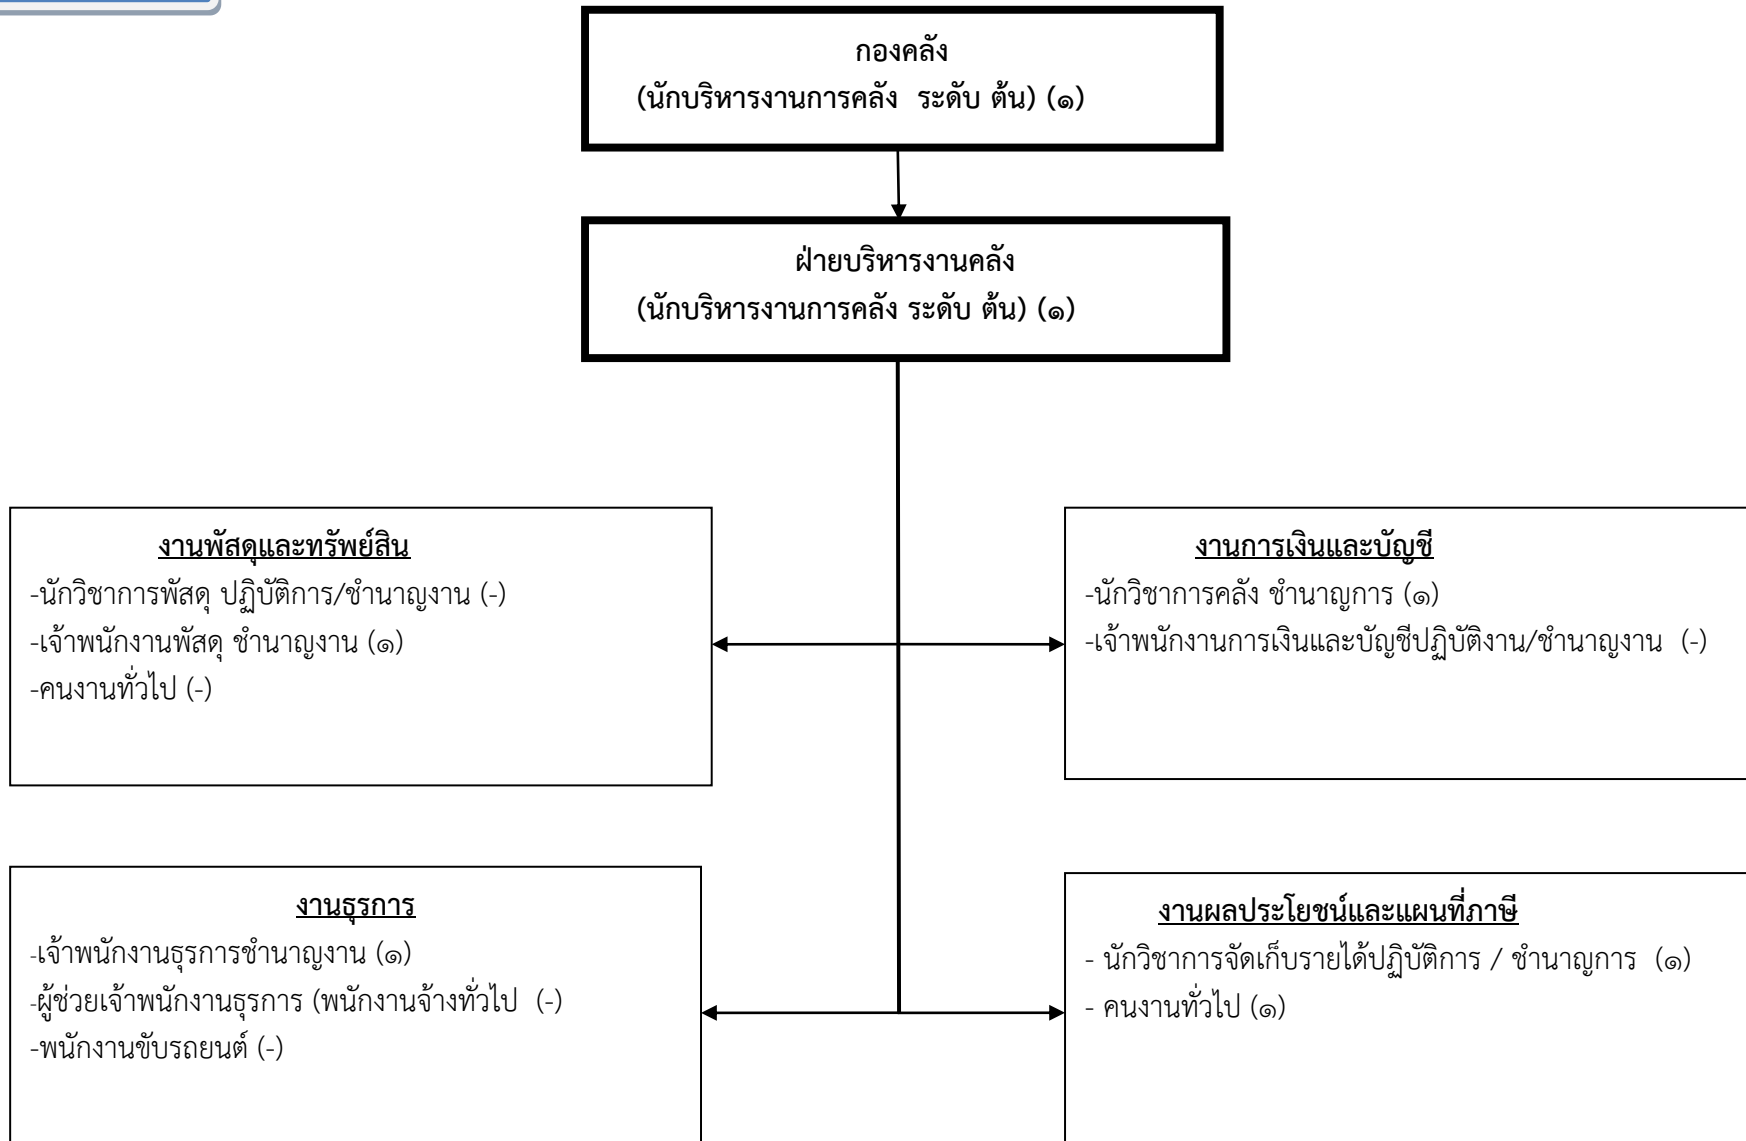 กองคลัง
(นักบริหารงานการคลัง ระดับ ต้น) (๑)
ฝ่ายบริหารงานคลัง
(นักบริหารงานการคลัง ระดับ ต้น) (๑)
งานพัสดุและทรัพย์สิน
-นักวิชาการพัสดุ ปฏิบัติการ/ชำนาญงาน (-)
-เจ้าพนักงานพัสดุ ชำนาญงาน (๑)
-คนงานทั่วไป (-)
งานการเงินและบัญชี
-นักวิชาการคลัง ชำนาญการ (๑)
-เจ้าพนักงานการเงินและบัญชีปฏิบัติงาน/ชำนาญงาน (-)
งานธุรการ
-เจ้าพนักงานธุรการชำนาญงาน (๑)
-ผู้ช่วยเจ้าพนักงานธุรการ (พนักงานจ้างทั่วไป (-)
-พนักงานขับรถยนต์ (-)
งานผลประโยชน์และแผนที่ภาษี
- นักวิชาการจัดเก็บรายได้ปฏิบัติการ / ชำนาญการ (๑)
- คนงานทั่วไป (๑)